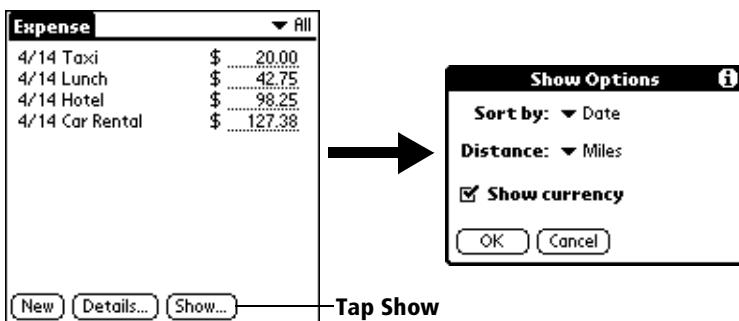 Expense All
4/14 Taxi $ 20.00
4/14 Lunch $ 42.75
4/14 Hotel $ 98.25
4/14 Car Rental $ 127.38
New Details... Show...
Tap Show
Show Options i
Sort by: Date
Distance: Miles
Show currency
OK Cancel